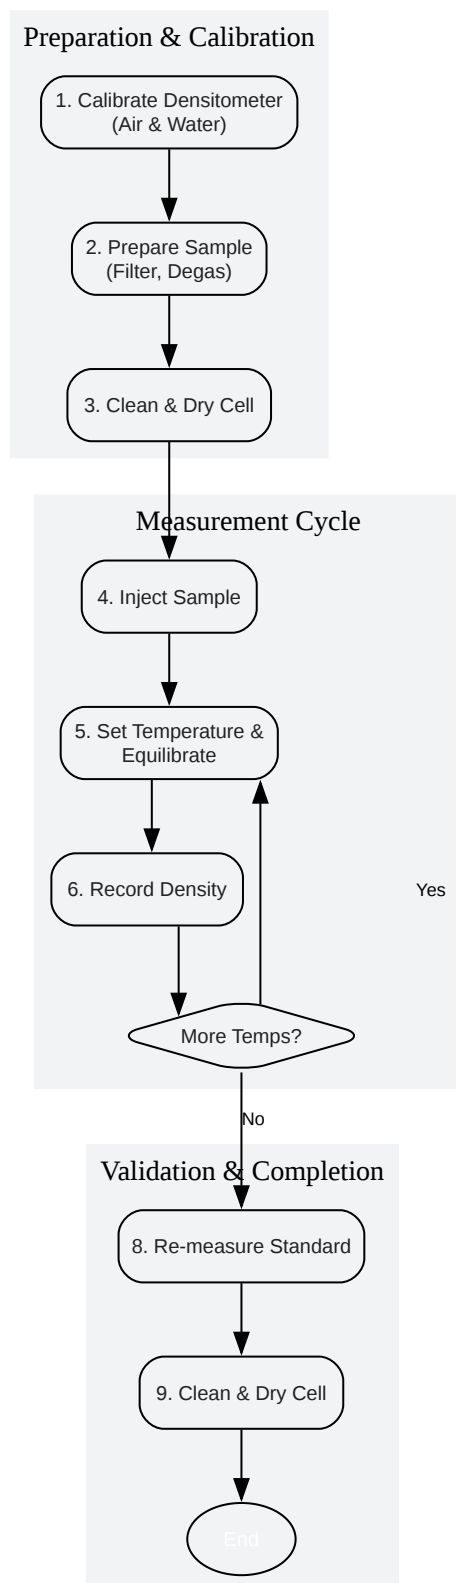 Preparation & Calibration
1. Calibrate Densitometer
(Air & Water)
2. Prepare Sample
(Filter, Degas)
3. Clean & Dry Cell
Measurement Cycle
4. Inject Sample
5. Set Temperature &
Equilibrate
6. Record Density
Yes
More Temps?
No
Validation & Completion
8. Re-measure Standard
9. Clean & Dry Cell
End